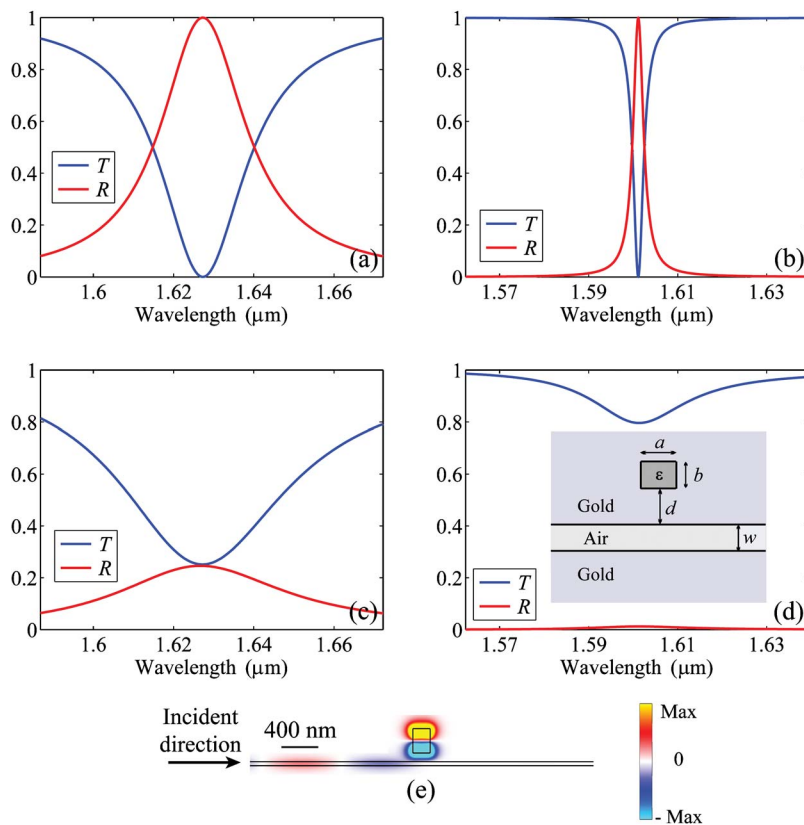 1
0.8
0.6
0.4
0.2
0
T
R
(a)
1.6
1.62
1.64
1.66
Wavelength (μm)
1
0.8
0.6
0.4
0.2
0
T
R
(b)
1.57
1.59
1.61
1.63
Wavelength (μm)
1
0.8
0.6
0.4
0.2
0
T
R
(c)
1.6
1.62
1.64
1.66
Wavelength (μm)
1
0.8
0.6
0.4
0.2
0
a
ε
b
d
Gold
Air
w
Gold
T
R
(d)
1.57
1.59
1.61
1.63
Wavelength (μm)
Incident
direction
400 nm
(e)
Max
0
- Max